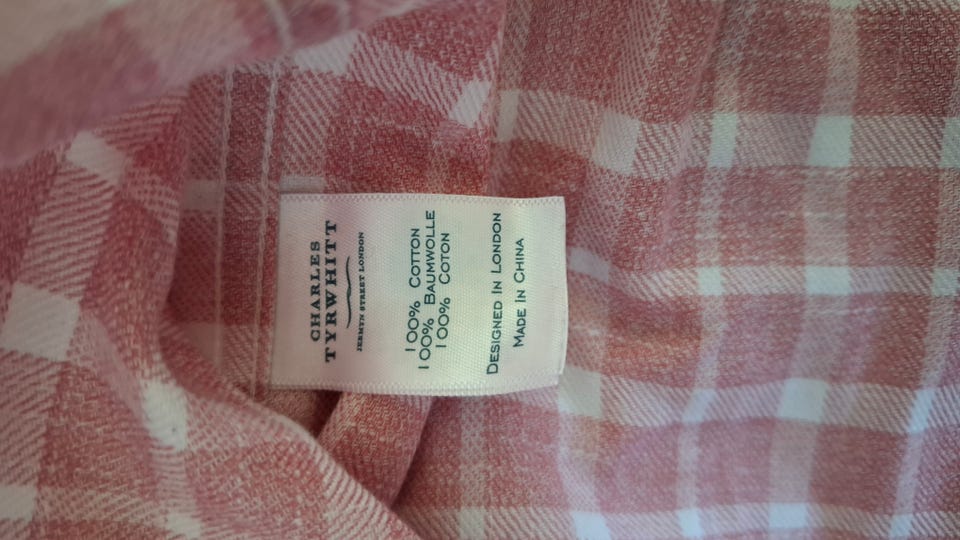 CHARLES
TYRWHITT
JERMYN STREET LONDON
100% COTTON
100% BAUMWOLLE
100% COTON
DESIGNED IN LONDON
MADE IN CHINA